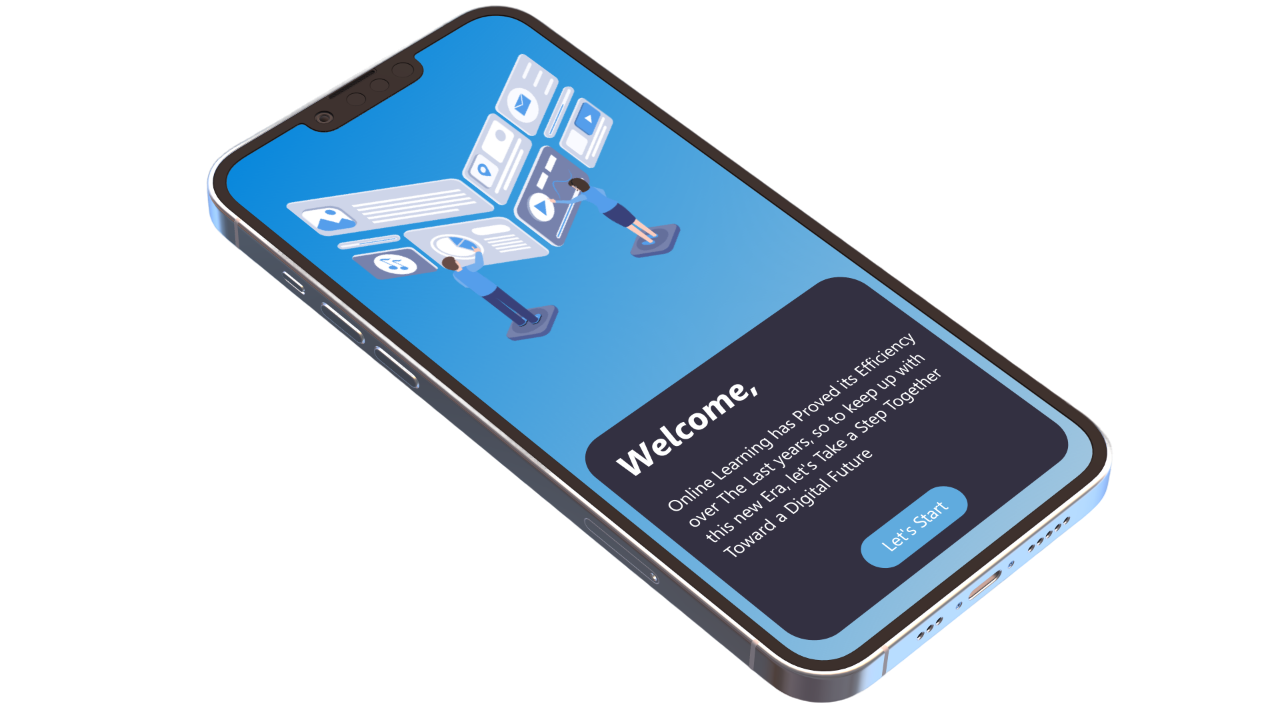 Welcome,
Online Learning has Proved its Efficiency
over The Last years, so to keep up with
this new Era, let's Take a Step Together
Toward a Digital Future
Let's Start